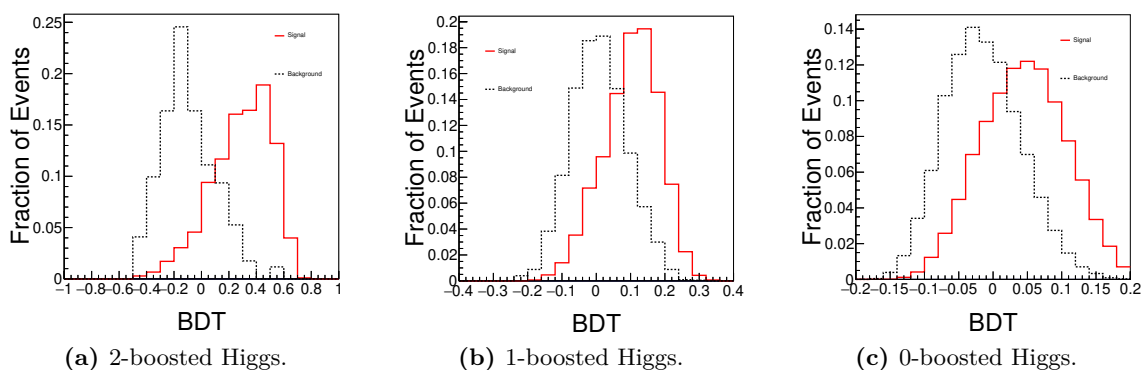 Fraction of Events
0.25
0.2
0.15
0.1
0.05
0
Signal
Background
−1 −0.8 −0.6 −0.4 −0.2 0 0.2 0.4 0.6 0.8 1
BDT
(a) 2-boosted Higgs.
Fraction of Events
0.2
0.18
0.16
0.14
0.12
0.1
0.08
0.06
0.04
0.02
0
Signal
Background
−0.4 −0.3 −0.2 −0.1 0 0.1 0.2 0.3 0.4
BDT
(b) 1-boosted Higgs.
Fraction of Events
0.14
0.12
0.1
0.08
0.06
0.04
0.02
0
Signal
Background
−0.2 −0.15 −0.1 −0.05 0 0.05 0.1 0.15 0.2
BDT
(c) 0-boosted Higgs.